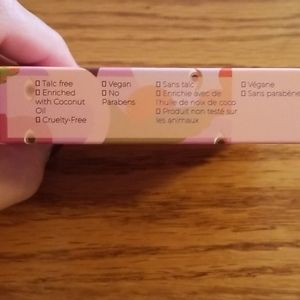 ▯ Talc free
▯ Enriched
with Coconut
Oil
▯ Cruelty-Free
▯ Vegan
▯ No
Parabens
▯ Sans talc
▯ Enrichie avec de
l'huile de noix de coco
▯ Produit non testé sur
les animaux
▯ Végane
▯ Sans parabène